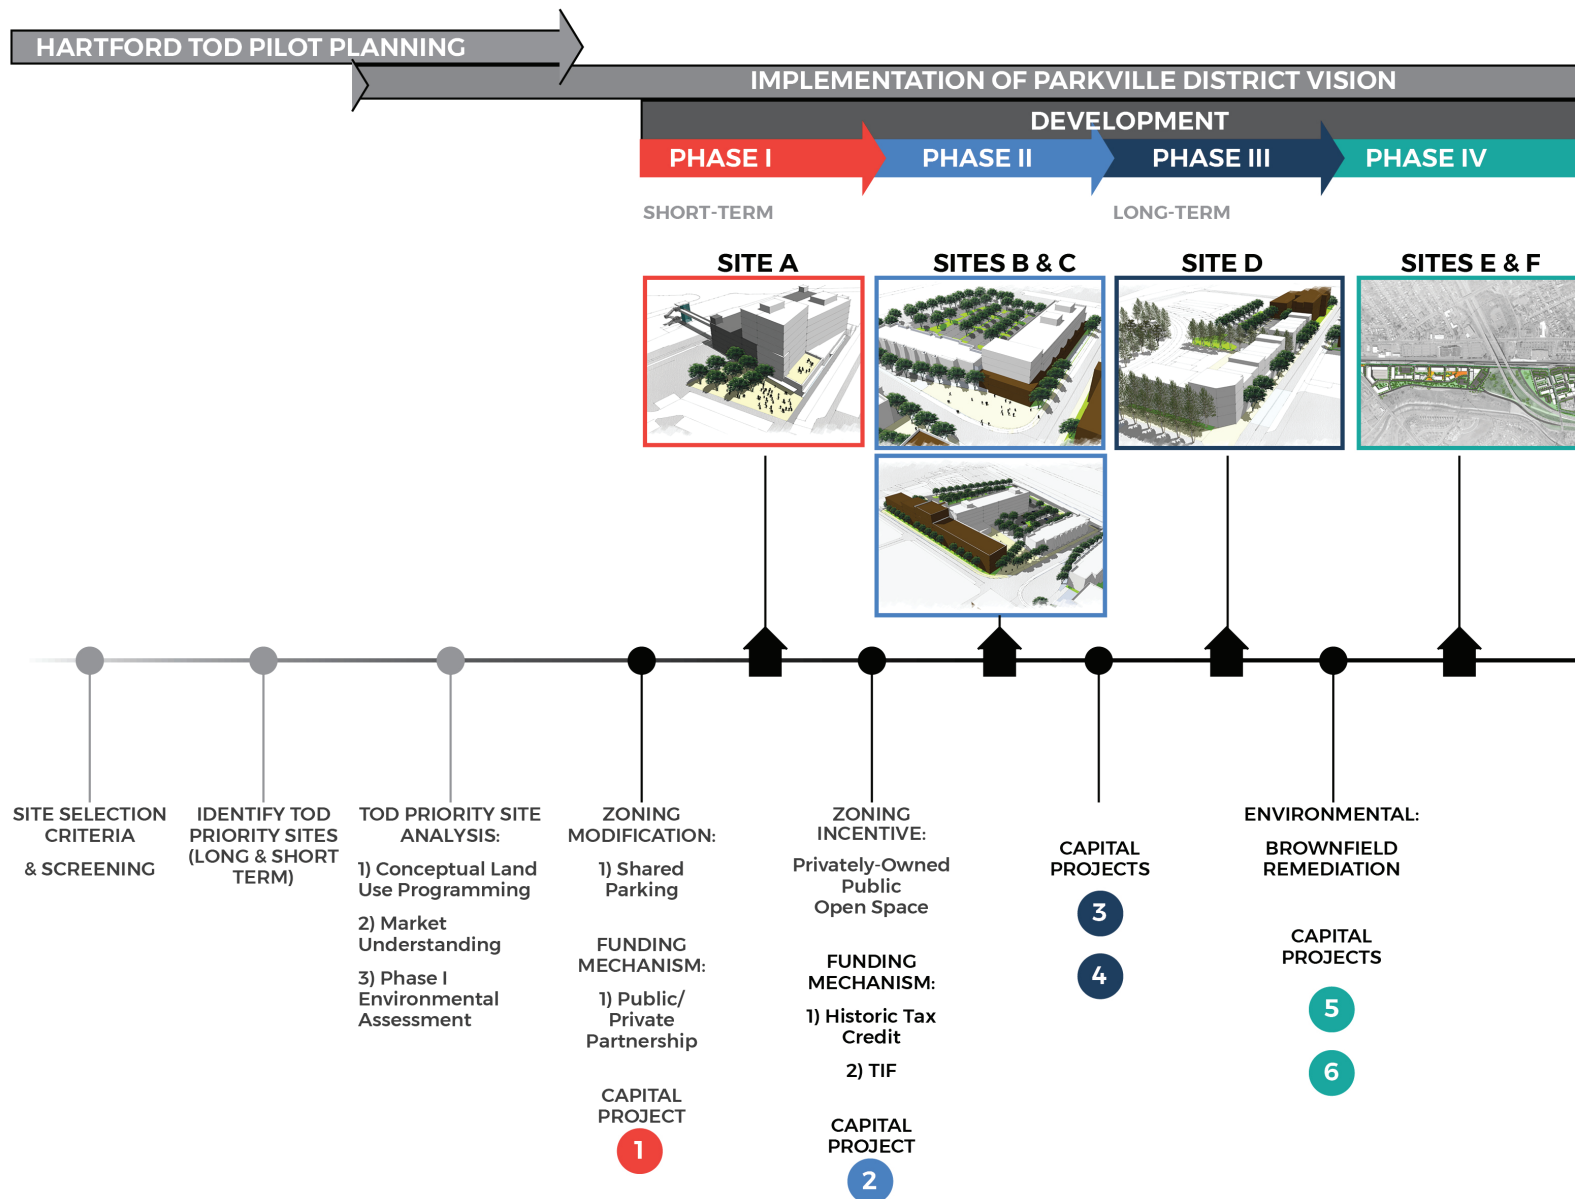 HARTFORD TOD PILOT PLANNING
IMPLEMENTATION OF PARKVILLE DISTRICT VISION
DEVELOPMENT
PHASE I
PHASE II
PHASE III
PHASE IV
SHORT-TERM
LONG-TERM
SITE A
SITES B & C
SITE D
SITES E & F
SITE SELECTION
CRITERIA
& SCREENING
IDENTIFY TOD
PRIORITY SITES
(LONG & SHORT
TERM)
TOD PRIORITY SITE
ANALYSIS:
1) Conceptual Land
Use Programming
2) Market
Understanding
3) Phase I
Environmental
Assessment
ZONING
MODIFICATION:
1) Shared
Parking
FUNDING
MECHANISM:
1) Public/
Private
Partnership
CAPITAL
PROJECT
1
ZONING
INCENTIVE:
Privately-Owned
Public
Open Space
FUNDING
MECHANISM:
1) Historic Tax
Credit
2) TIF
CAPITAL
PROJECT
2
CAPITAL
PROJECTS
3
4
ENVIRONMENTAL:
BROWNFIELD
REMEDIATION
CAPITAL
PROJECTS
5
6